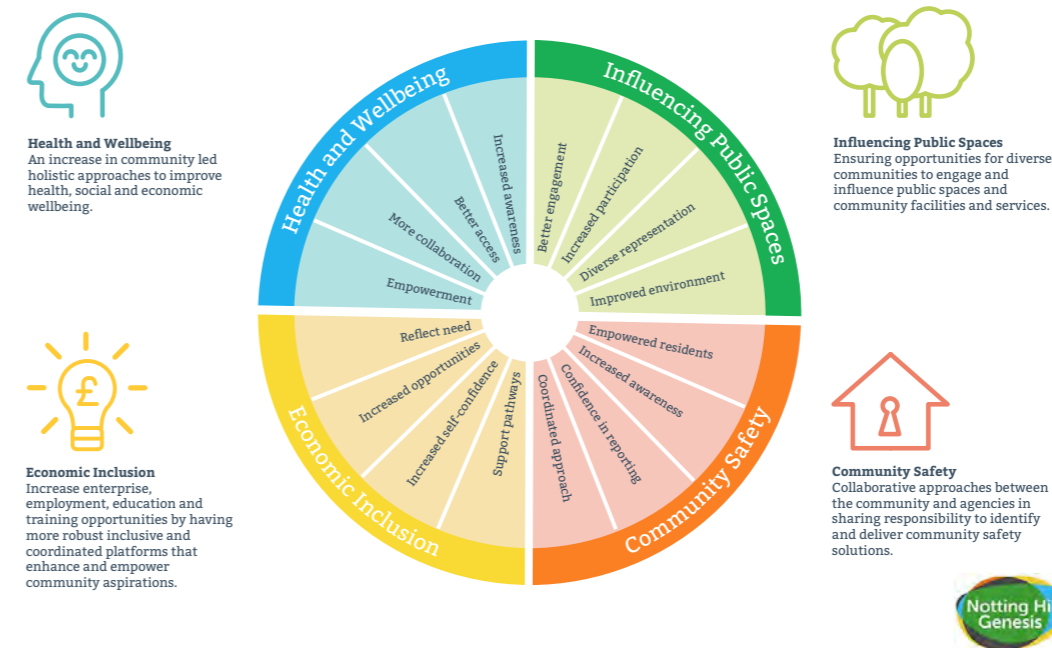 Health and Wellbeing
An increase in community led
holistic approaches to improve
health, social and economic
wellbeing.
Influencing Public Spaces
Ensuring opportunities for diverse
communities to engage and
influence public spaces and
community facilities and services.
Health and Wellbeing
Empowerment
More collaboration
Better access
Increased awareness
Influencing Public Spaces
Better engagement
Increased participation
Diverse representation
Improved environment
Economic Inclusion
Reflect need
Increased opportunities
Increased self-confidence
Support pathways
Community Safety
Empowered residents
Increased awareness
Confidence in reporting
Coordinated approach
£
Economic Inclusion
Increase enterprise,
employment, education and
training opportunities by having
more robust inclusive and
coordinated platforms that
enhance and empower
community aspirations.
Community Safety
Collaborative approaches between
the community and agencies in
sharing responsibility to identify
and deliver community safety
solutions.
Notting Hi
Genesis